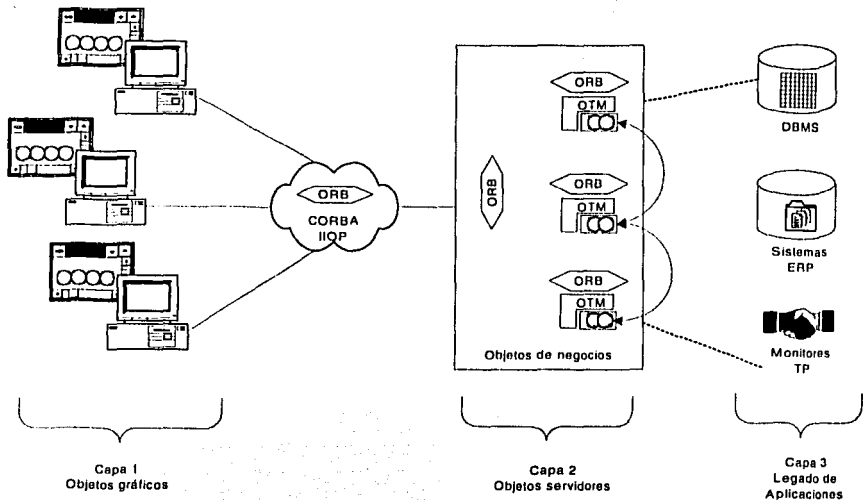 ORB
CORBA
IIOP
ORB
ORB
OTM
ORB
OTM
ORB
OTM
Objetos de negocios
DBMS
Sistemas
ERP
Monitores
TP
Capa 1
Objetos gráficos
Capa 2
Objetos servidores
Capa 3
Legado de
Aplicaciones